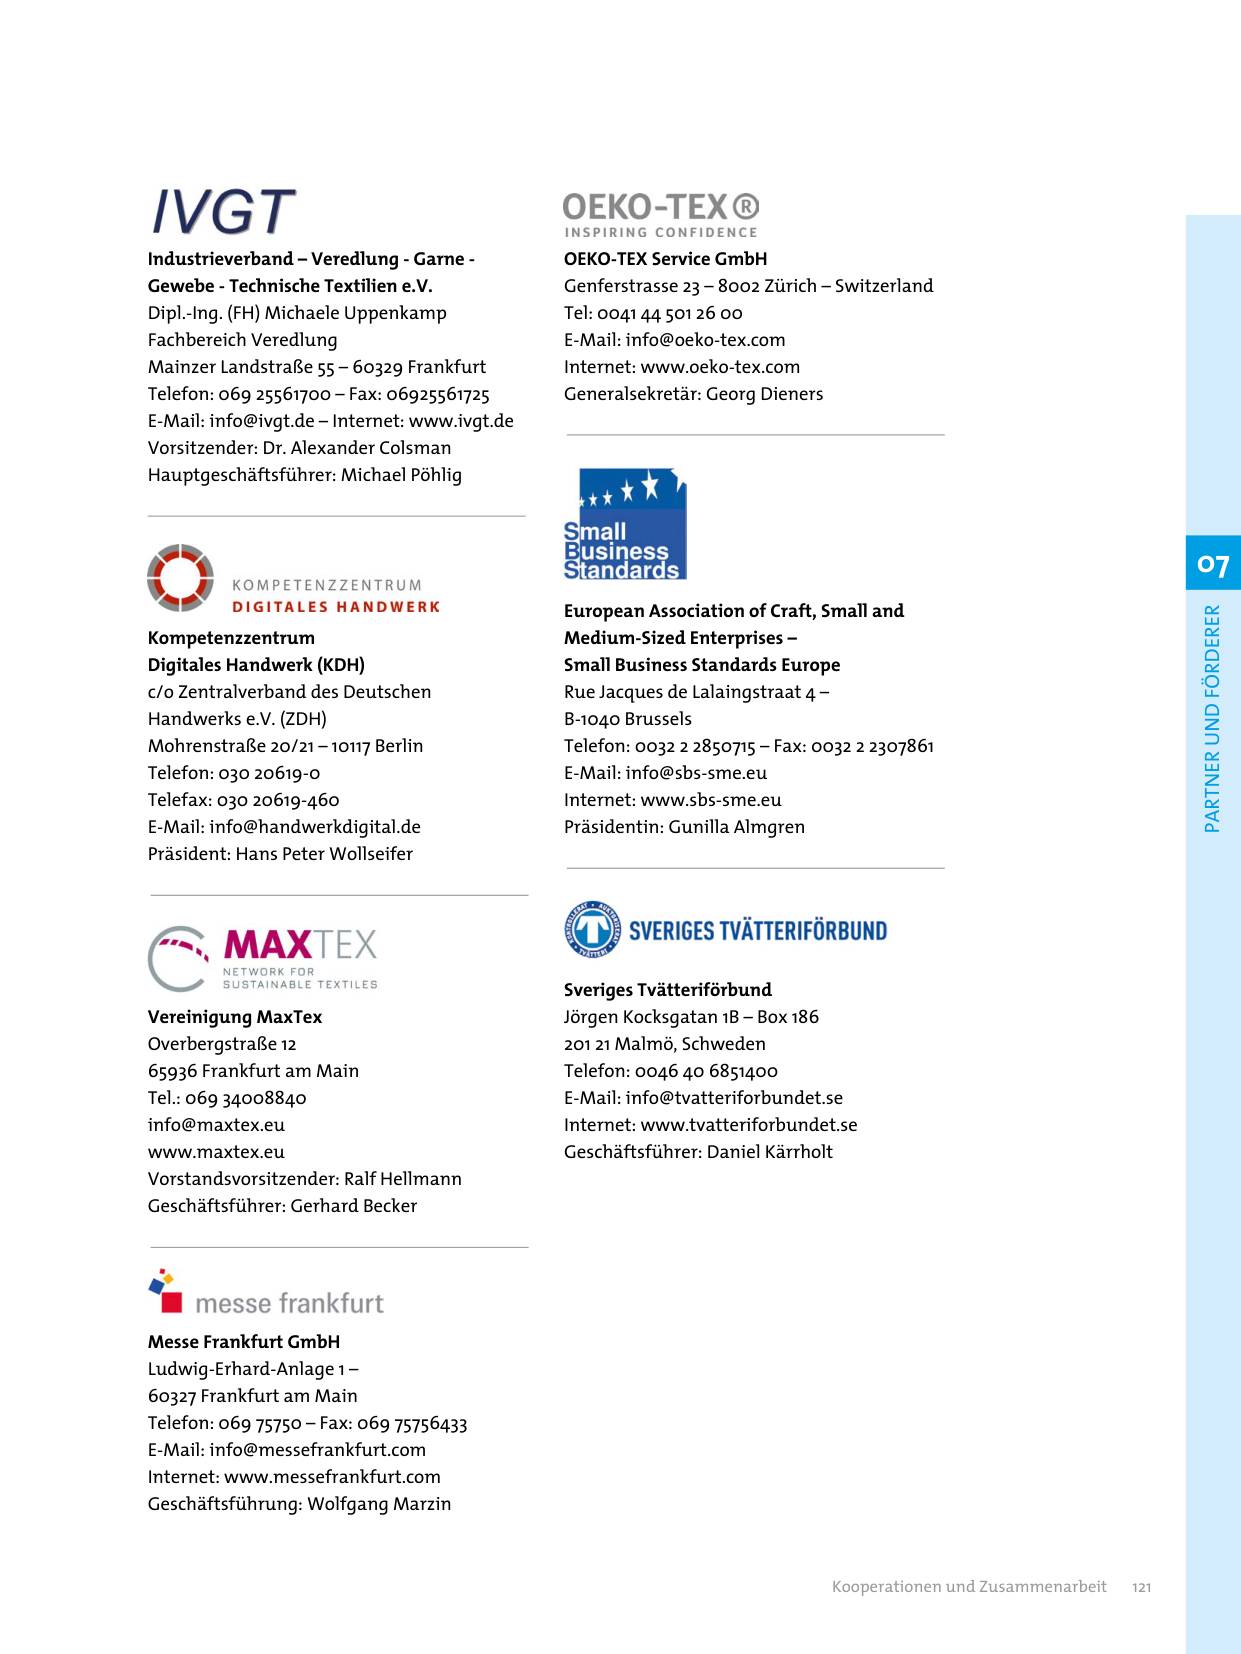 IVGT
Industrieverband – Veredlung - Garne -
Gewebe - Technische Textilien e.V.
Dipl.-Ing. (FH) Michaele Uppenkamp
Fachbereich Veredlung
Mainzer Landstraße 55 – 60329 Frankfurt
Telefon: 069 25561700 – Fax: 06925561725
E-Mail: info@ivgt.de – Internet: www.ivgt.de
Vorsitzender: Dr. Alexander Colsman
Hauptgeschäftsführer: Michael Pöhlig
KOMPETENZZENTRUM
DIGITALES HANDWERK
Kompetenzzentrum
Digitales Handwerk (KDH)
c/o Zentralverband des Deutschen
Handwerks e.V. (ZDH)
Mohrenstraße 20/21 – 10117 Berlin
Telefon: 030 20619-0
Telefax: 030 20619-460
E-Mail: info@handwerkdigital.de
Präsident: Hans Peter Wollseifer
MAXTEX
NETWORK FOR
SUSTAINABLE TEXTILES
Vereinigung MaxTex
Overbergstraße 12
65936 Frankfurt am Main
Tel.: 069 34008840
info@maxtex.eu
www.maxtex.eu
Vorstandsvorsitzender: Ralf Hellmann
Geschäftsführer: Gerhard Becker
messe frankfurt
Messe Frankfurt GmbH
Ludwig-Erhard-Anlage 1 –
60327 Frankfurt am Main
Telefon: 069 75750 – Fax: 069 75756433
E-Mail: info@messefrankfurt.com
Internet: www.messefrankfurt.com
Geschäftsführung: Wolfgang Marzin
OEKO-TEX®
INSPIRING CONFIDENCE
OEKO-TEX Service GmbH
Genferstrasse 23 – 8002 Zürich – Switzerland
Tel: 0041 44 501 26 00
E-Mail: info@oeko-tex.com
Internet: www.oeko-tex.com
Generalsekretär: Georg Dieners
Small
Business
Standards
European Association of Craft, Small and
Medium-Sized Enterprises –
Small Business Standards Europe
Rue Jacques de Lalaingstraat 4 –
B-1040 Brussels
Telefon: 0032 2 2850715 – Fax: 0032 2 2307861
E-Mail: info@sbs-sme.eu
Internet: www.sbs-sme.eu
Präsidentin: Gunilla Almgren
SVERIGES TVÄTTERIFÖRBUND
Sveriges Tvätteriförbund
Jörgen Kocksgatan 1B – Box 186
201 21 Malmö, Schweden
Telefon: 0046 40 6851400
E-Mail: info@tvatteriforbundet.se
Internet: www.tvatteriforbundet.se
Geschäftsführer: Daniel Kärrholt
07
PARTNER UND FÖRDERER
Kooperationen und Zusammenarbeit 121